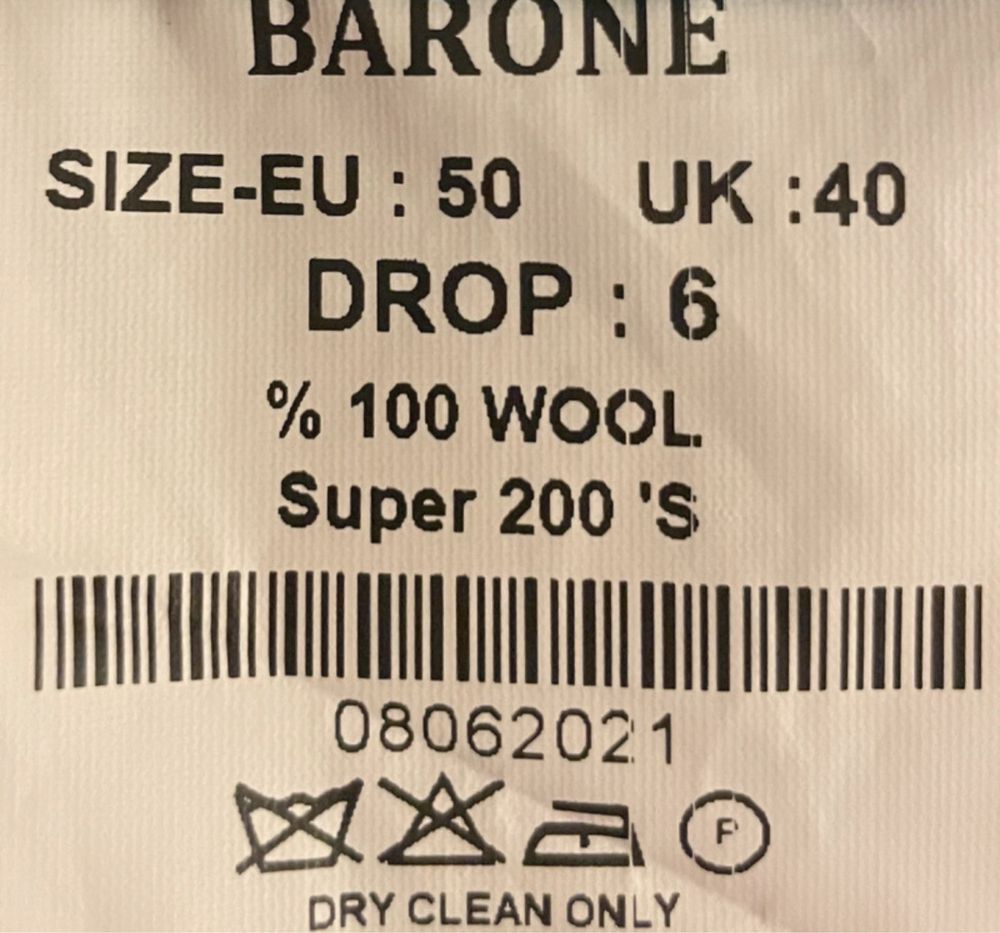 BARONE
SIZE-EU : 50 UK :40
DROP : 6
% 100 WOOL
Super 200 'S
08062021
P
DRY CLEAN ONLY